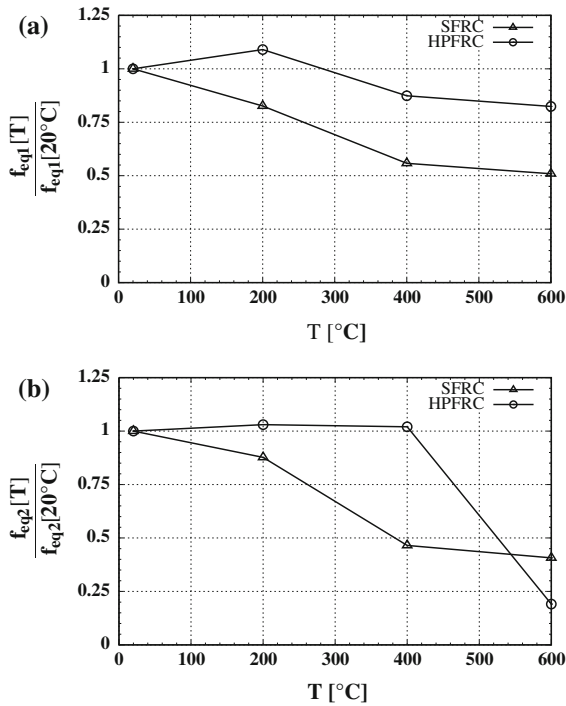 (a)
SFRC
HPFRC
1.25
1
0.75
0.5
0.25
0
f_eq1[T]
f_eq1[20°C]
0 100 200 300 400 500 600
T [°C]
(b)
SFRC
HPFRC
1.25
1
0.75
0.5
0.25
0
f_eq2[T]
f_eq2[20°C]
0 100 200 300 400 500 600
T [°C]